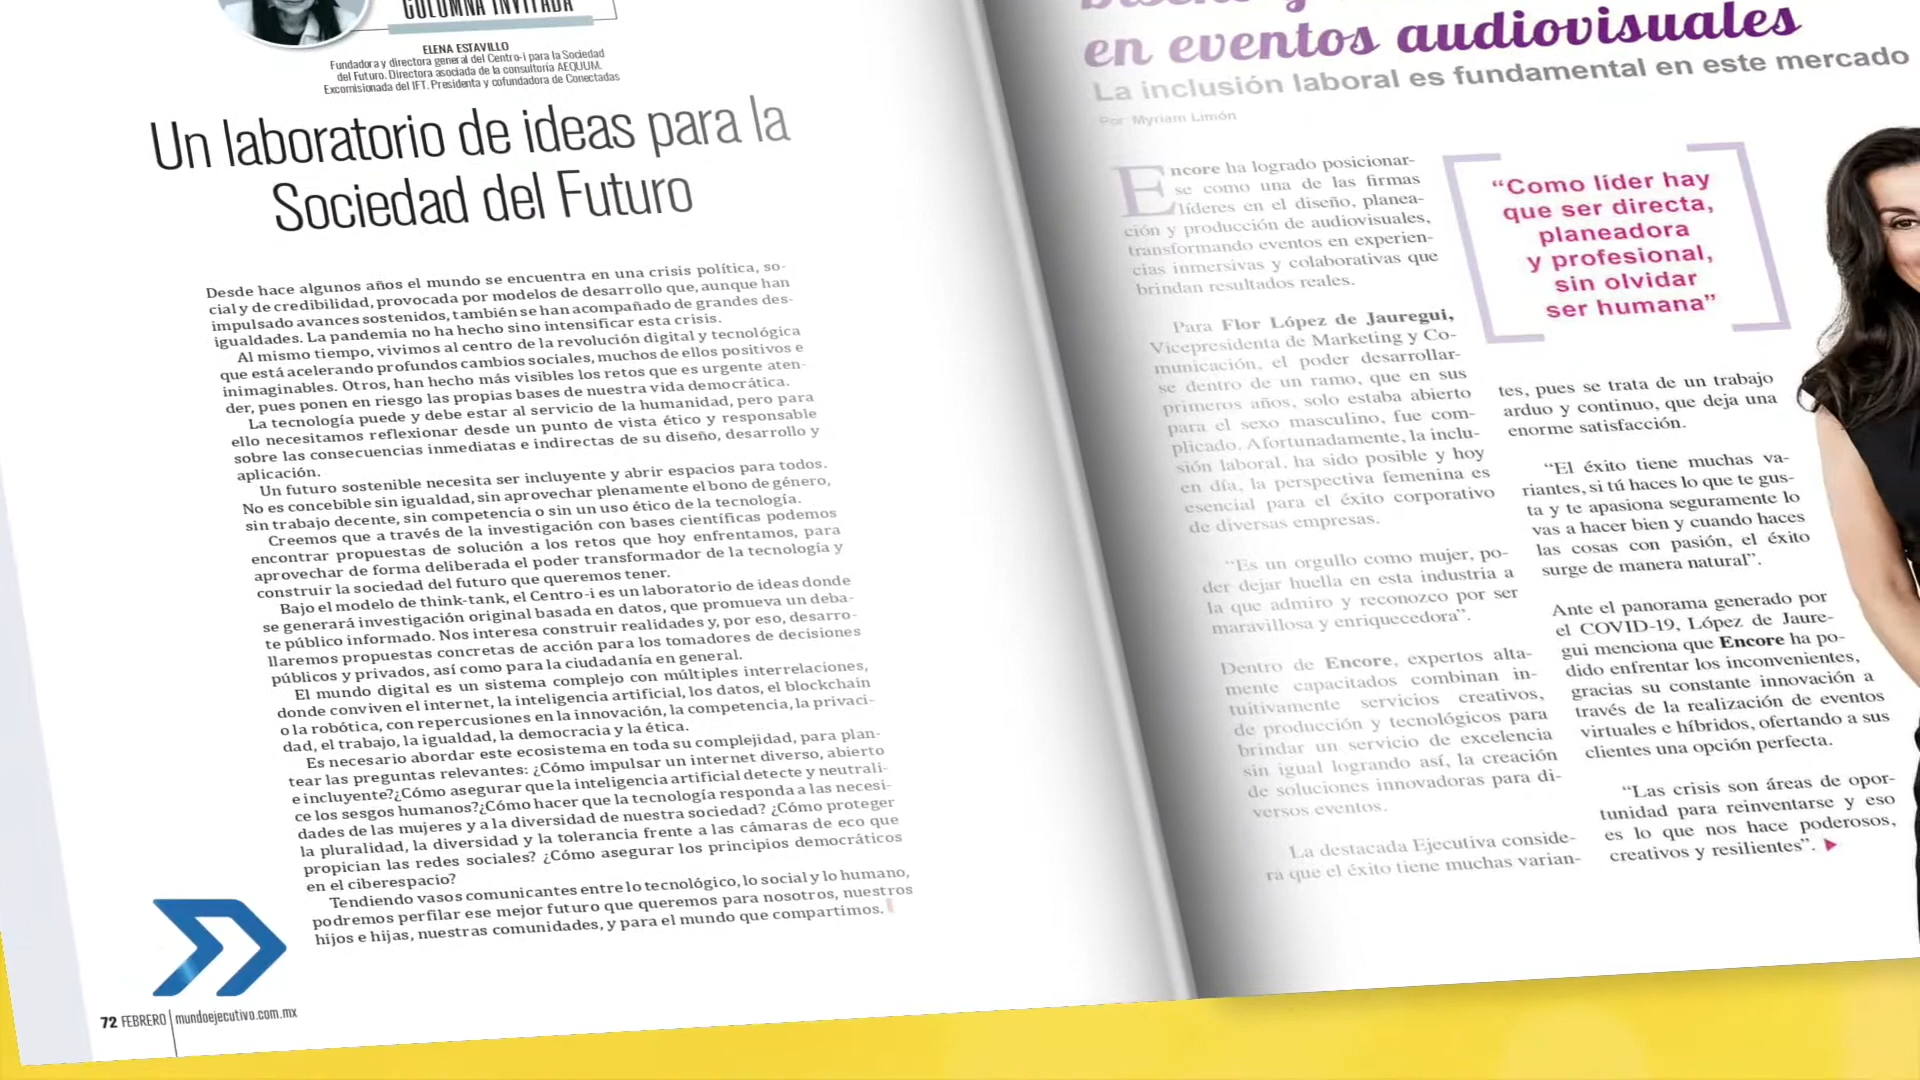 COLUMNA INVITADA
ELENA ESTAVILLO
Fundadora y directora general del Centro-i para la Sociedad
del Futuro. Directora asociada de la consultoría AEQUUM.
Excomisionada del IFT. Presidenta y cofundadora de Conectadas
Un laboratorio de ideas para la
Sociedad del Futuro
Desde hace algunos años el mundo se encuentra en una crisis política, so-
cial y de credibilidad, provocada por modelos de desarrollo que, aunque han
impulsado avances sostenidos, también se han acompañado de grandes des-
igualdades. La pandemia no ha hecho sino intensificar esta crisis.
Al mismo tiempo, vivimos al centro de la revolución digital y tecnológica
que está acelerando profundos cambios sociales, muchos de ellos positivos e
inimaginables. Otros, han hecho más visibles los retos que es urgente aten-
der, pues ponen en riesgo las propias bases de nuestra vida democrática.
La tecnología puede y debe estar al servicio de la humanidad, pero para
ello necesitamos reflexionar desde un punto de vista ético y responsable
sobre las consecuencias inmediatas e indirectas de su diseño, desarrollo y
aplicación.
Un futuro sostenible necesita ser incluyente y abrir espacios para todos.
No es concebible sin igualdad, sin aprovechar plenamente el bono de género,
sin trabajo decente, sin competencia o sin un uso ético de la tecnología.
Creemos que a través de la investigación con bases científicas podemos
encontrar propuestas de solución a los retos que hoy enfrentamos, para
aprovechar de forma deliberada el poder transformador de la tecnología y
construir la sociedad del futuro que queremos tener.
Bajo el modelo de think-tank, el Centro-i es un laboratorio de ideas donde
se generará investigación original basada en datos, que promueva un deba-
te público informado. Nos interesa construir realidades y, por eso, desarro-
llaremos propuestas concretas de acción para los tomadores de decisiones
públicos y privados, así como para la ciudadanía en general.
El mundo digital es un sistema complejo con múltiples interrelaciones,
donde conviven el internet, la inteligencia artificial, los datos, el blockchain
o la robótica, con repercusiones en la innovación, la competencia, la privaci-
dad, el trabajo, la igualdad, la democracia y la ética.
Es necesario abordar este ecosistema en toda su complejidad, para plan-
tear las preguntas relevantes: ¿Cómo impulsar un internet diverso, abierto
e incluyente?¿Cómo asegurar que la inteligencia artificial detecte y neutrali-
ce los sesgos humanos?¿Cómo hacer que la tecnología responda a las necesi-
dades de las mujeres y a la diversidad de nuestra sociedad? ¿Cómo proteger
la pluralidad, la diversidad y la tolerancia frente a las cámaras de eco que
propician las redes sociales? ¿Cómo asegurar los principios democráticos
en el ciberespacio?
Tendiendo vasos comunicantes entre lo tecnológico, lo social y lo humano,
podremos perfilar ese mejor futuro que queremos para nosotros, nuestros
hijos e hijas, nuestras comunidades, y para el mundo que compartimos.
72 FEBRERO mundoejecutivo.com.mx
en eventos audiovisuales
La inclusión laboral es fundamental en este mercado
Por Myriam Limón
Encore ha logrado posicionar-
se como una de las firmas
líderes en el diseño, planea-
ción y producción de audiovisuales,
transformando eventos en experien-
cias inmersivas y colaborativas que
brindan resultados reales.
Para Flor López de Jauregui,
Vicepresidenta de Marketing y Co-
municación, el poder desarrollar-
se dentro de un ramo, que en sus
primeros años, solo estaba abierto
para el sexo masculino, fue com-
plicado. Afortunadamente, la inclu-
sión laboral, ha sido posible y hoy
en día, la perspectiva femenina es
esencial para el éxito corporativo
de diversas empresas.
“Es un orgullo como mujer, po-
der dejar huella en esta industria a
la que admiro y reconozco por ser
maravillosa y enriquecedora”.
Dentro de Encore, expertos alta-
mente capacitados combinan in-
tuitivamente servicios creativos,
de producción y tecnológicos para
brindar un servicio de excelencia
sin igual logrando así, la creación
de soluciones innovadoras para di-
versos eventos.
La destacada Ejecutiva conside-
ra que el éxito tiene muchas varian-
“Como líder hay
que ser directa,
planeadora
y profesional,
sin olvidar
ser humana”
tes, pues se trata de un trabajo
arduo y continuo, que deja una
enorme satisfacción.
“El éxito tiene muchas va-
riantes, si tú haces lo que te gus-
ta y te apasiona seguramente lo
vas a hacer bien y cuando haces
las cosas con pasión, el éxito
surge de manera natural”.
Ante el panorama generado por
el COVID-19, López de Jaure-
gui menciona que Encore ha po-
dido enfrentar los inconvenientes,
gracias su constante innovación a
través de la realización de eventos
virtuales e híbridos, ofertando a sus
clientes una opción perfecta.
“Las crisis son áreas de opor-
tunidad para reinventarse y eso
es lo que nos hace poderosos,
creativos y resilientes”.